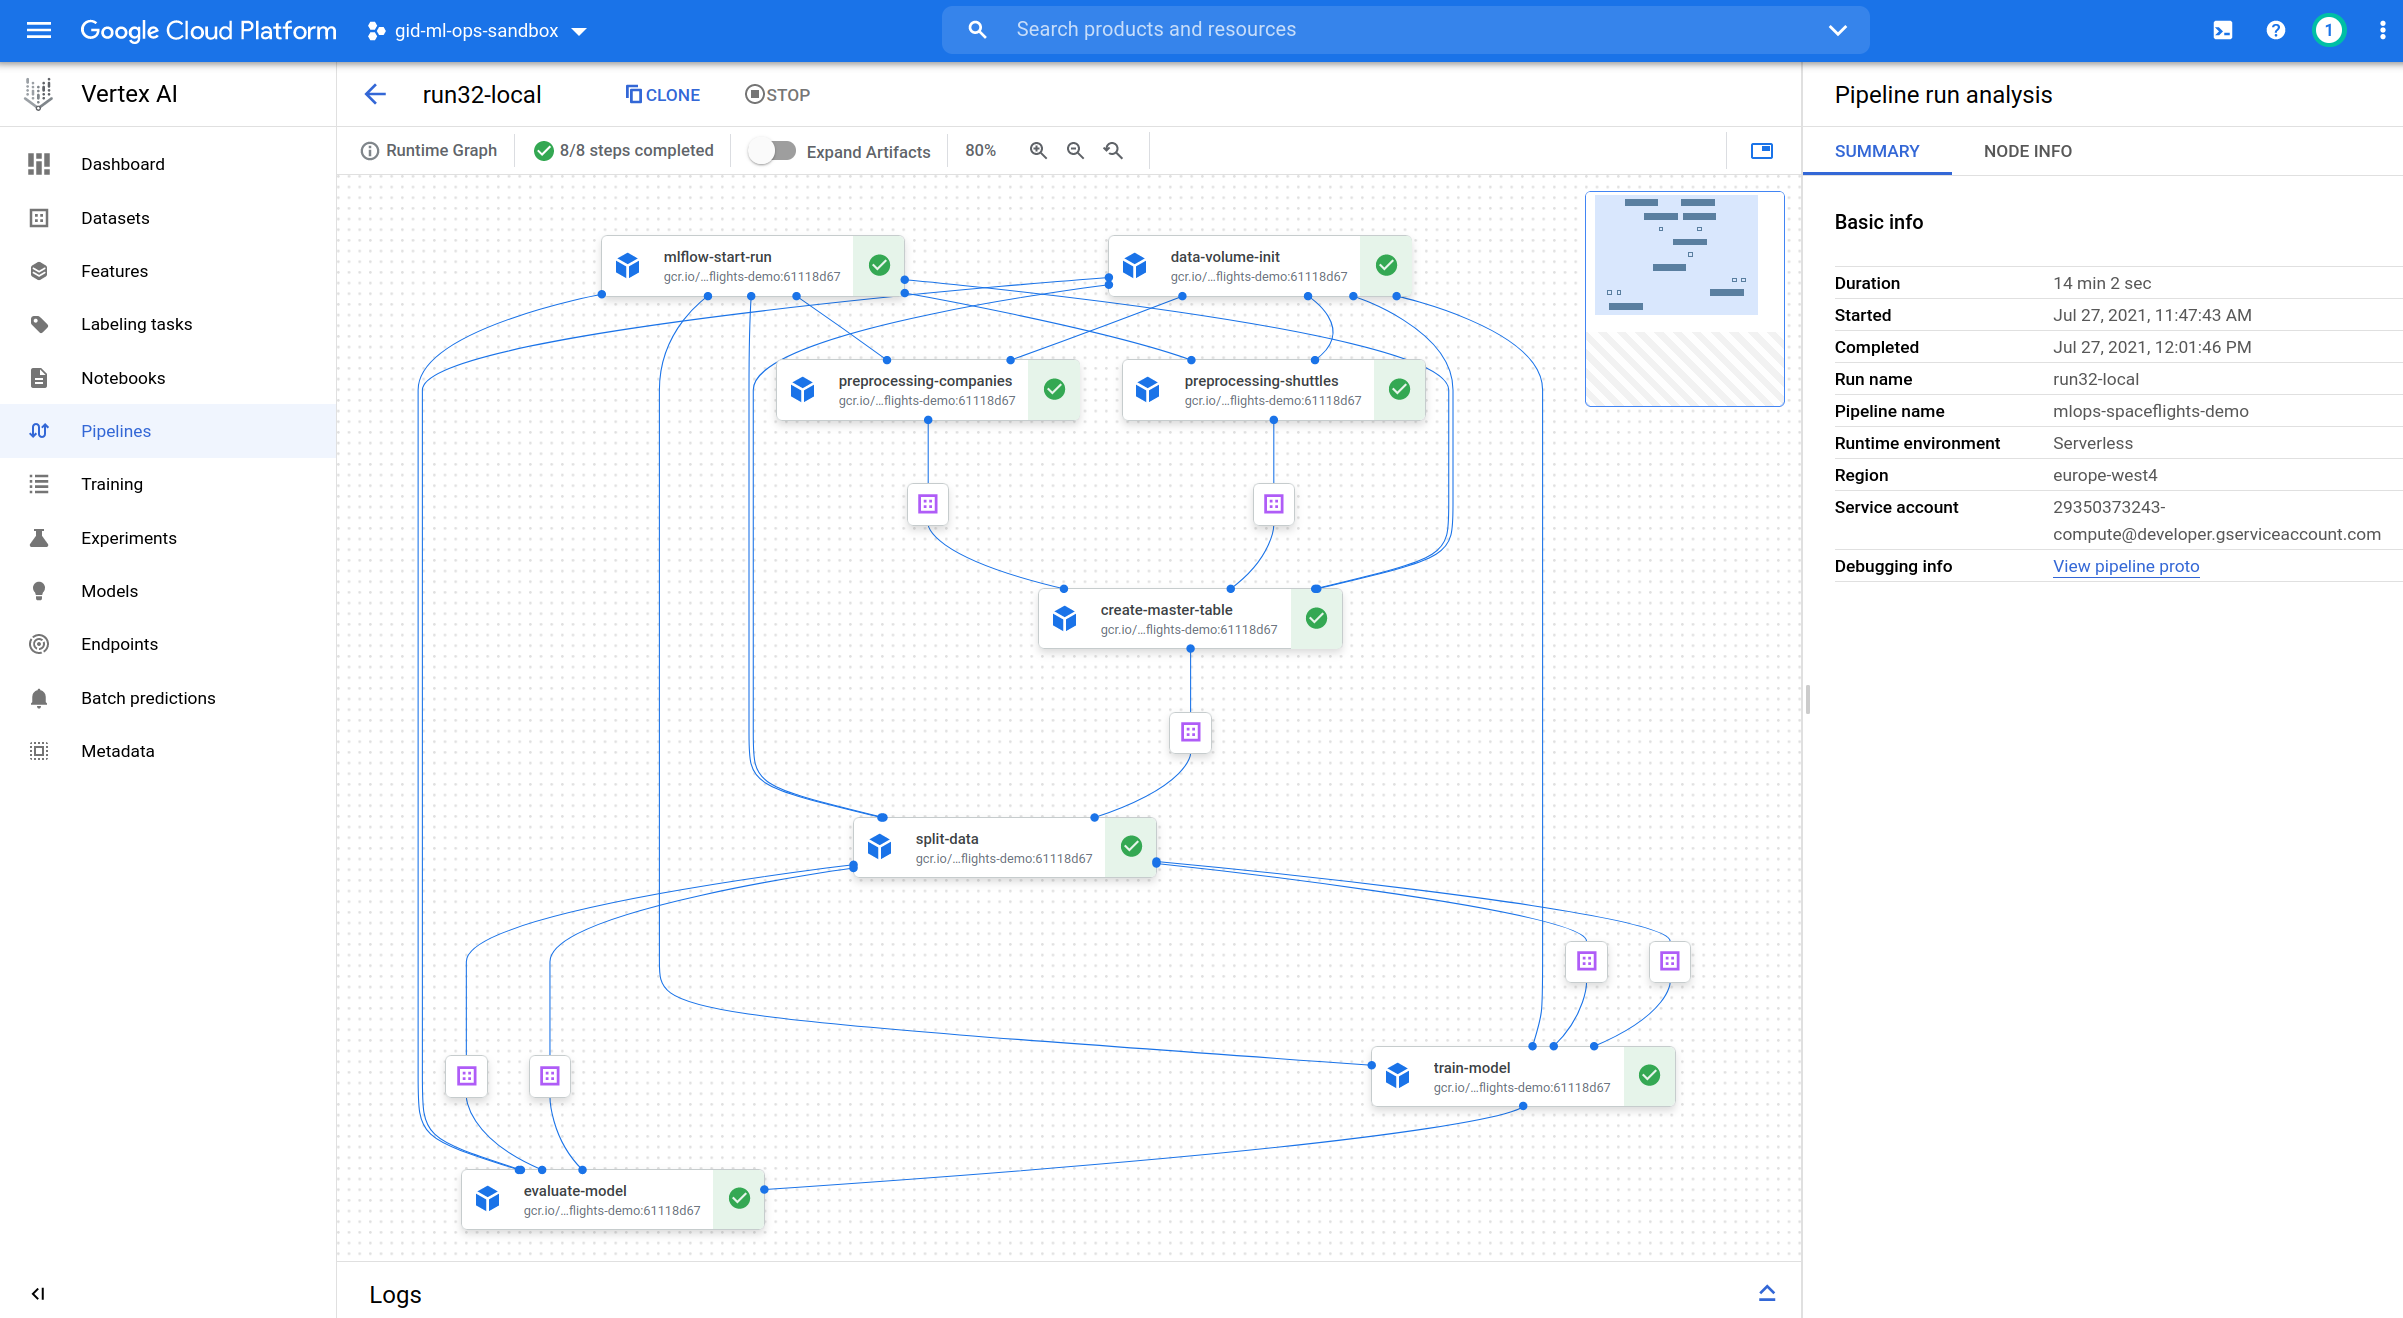 Google Cloud Platform
gid-ml-ops-sandbox
Search products and resources
1
Vertex AI
Dashboard
Datasets
Features
Labeling tasks
Notebooks
Pipelines
Training
Experiments
Models
Endpoints
Batch predictions
Metadata
run32-local
CLONE
STOP
Runtime Graph
8/8 steps completed
Expand Artifacts
80%
mlflow-start-run
gcr.io/...flights-demo:61118d67
data-volume-init
gcr.io/...flights-demo:61118d67
preprocessing-companies
gcr.io/...flights-demo:61118d67
preprocessing-shuttles
gcr.io/...flights-demo:61118d67
create-master-table
gcr.io/...flights-demo:61118d67
split-data
gcr.io/...flights-demo:61118d67
train-model
gcr.io/...flights-demo:61118d67
evaluate-model
gcr.io/...flights-demo:61118d67
Logs
Pipeline run analysis
SUMMARY
NODE INFO
Basic info
Duration 14 min 2 sec
Started Jul 27, 2021, 11:47:43 AM
Completed Jul 27, 2021, 12:01:46 PM
Run name run32-local
Pipeline name mlops-spaceflights-demo
Runtime environment Serverless
Region europe-west4
Service account 29350373243-
compute@developer.gserviceaccount.com
Debugging info View pipeline proto